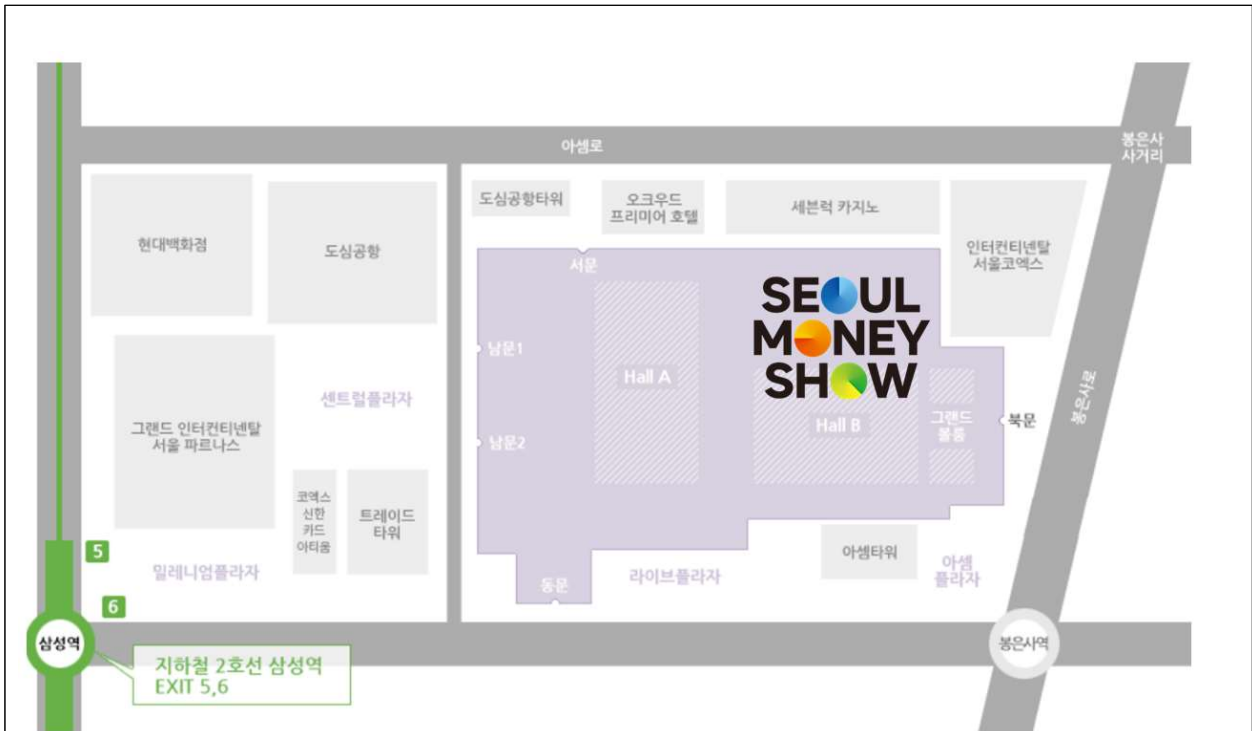 아셈로
봉은사
사거리
현대백화점
도심공항
도심공항타워
오크우드
프리미어 호텔
세븐럭 카지노
인터컨티넨탈
서울코엑스
서문
SEOUL
MONEY
SHOW
남문1
Hall A
센트럴플라자
그랜드 인터컨티넨탈
서울 파르나스
남문2
Hall B
그랜드
볼룸
북문
봉은사로
코엑스
신한
카드
아티움
트레이드
타워
5
밀레니엄플라자
6
동문
라이브플라자
아셈타워
아셈
플라자
삼성역
지하철 2호선 삼성역
EXIT 5,6
봉은사역